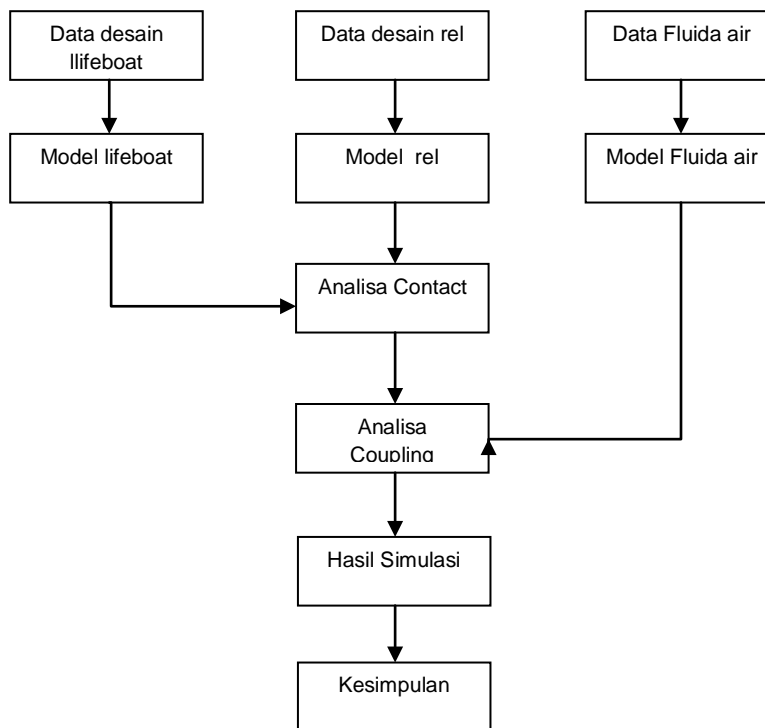 Data desain
llifeboat
Data desain rel
Data Fluida air
Model lifeboat
Model rel
Model Fluida air
Analisa Contact
Analisa
Coupling
Hasil Simulasi
Kesimpulan